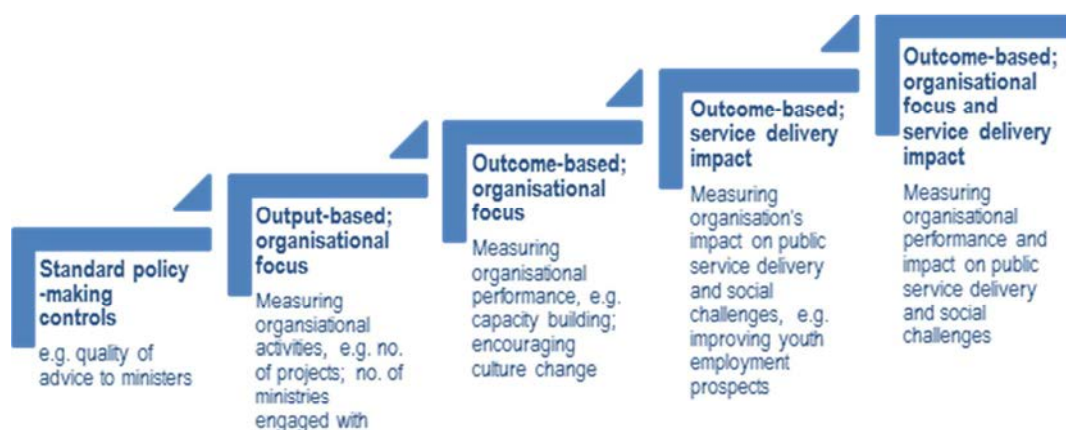 Standard policy
-making
controls
e.g. quality of
advice to ministers
Output-based;
organisational
focus
Measuring
organsiational
activities, e.g. no.
of projects; no. of
ministries
engaged with
Outcome-based;
organisational
focus
Measuring
organisational
performance, e.g.
capacity building;
encouraging
culture change
Outcome-based;
service delivery
impact
Measuring
organisation's
impact on public
service delivery
and social
challenges, e.g.
improving youth
employment
prospects
Outcome-based;
organisational
focus and
service delivery
impact
Measuring
organisational
performance and
impact on public
service delivery
and social
challenges